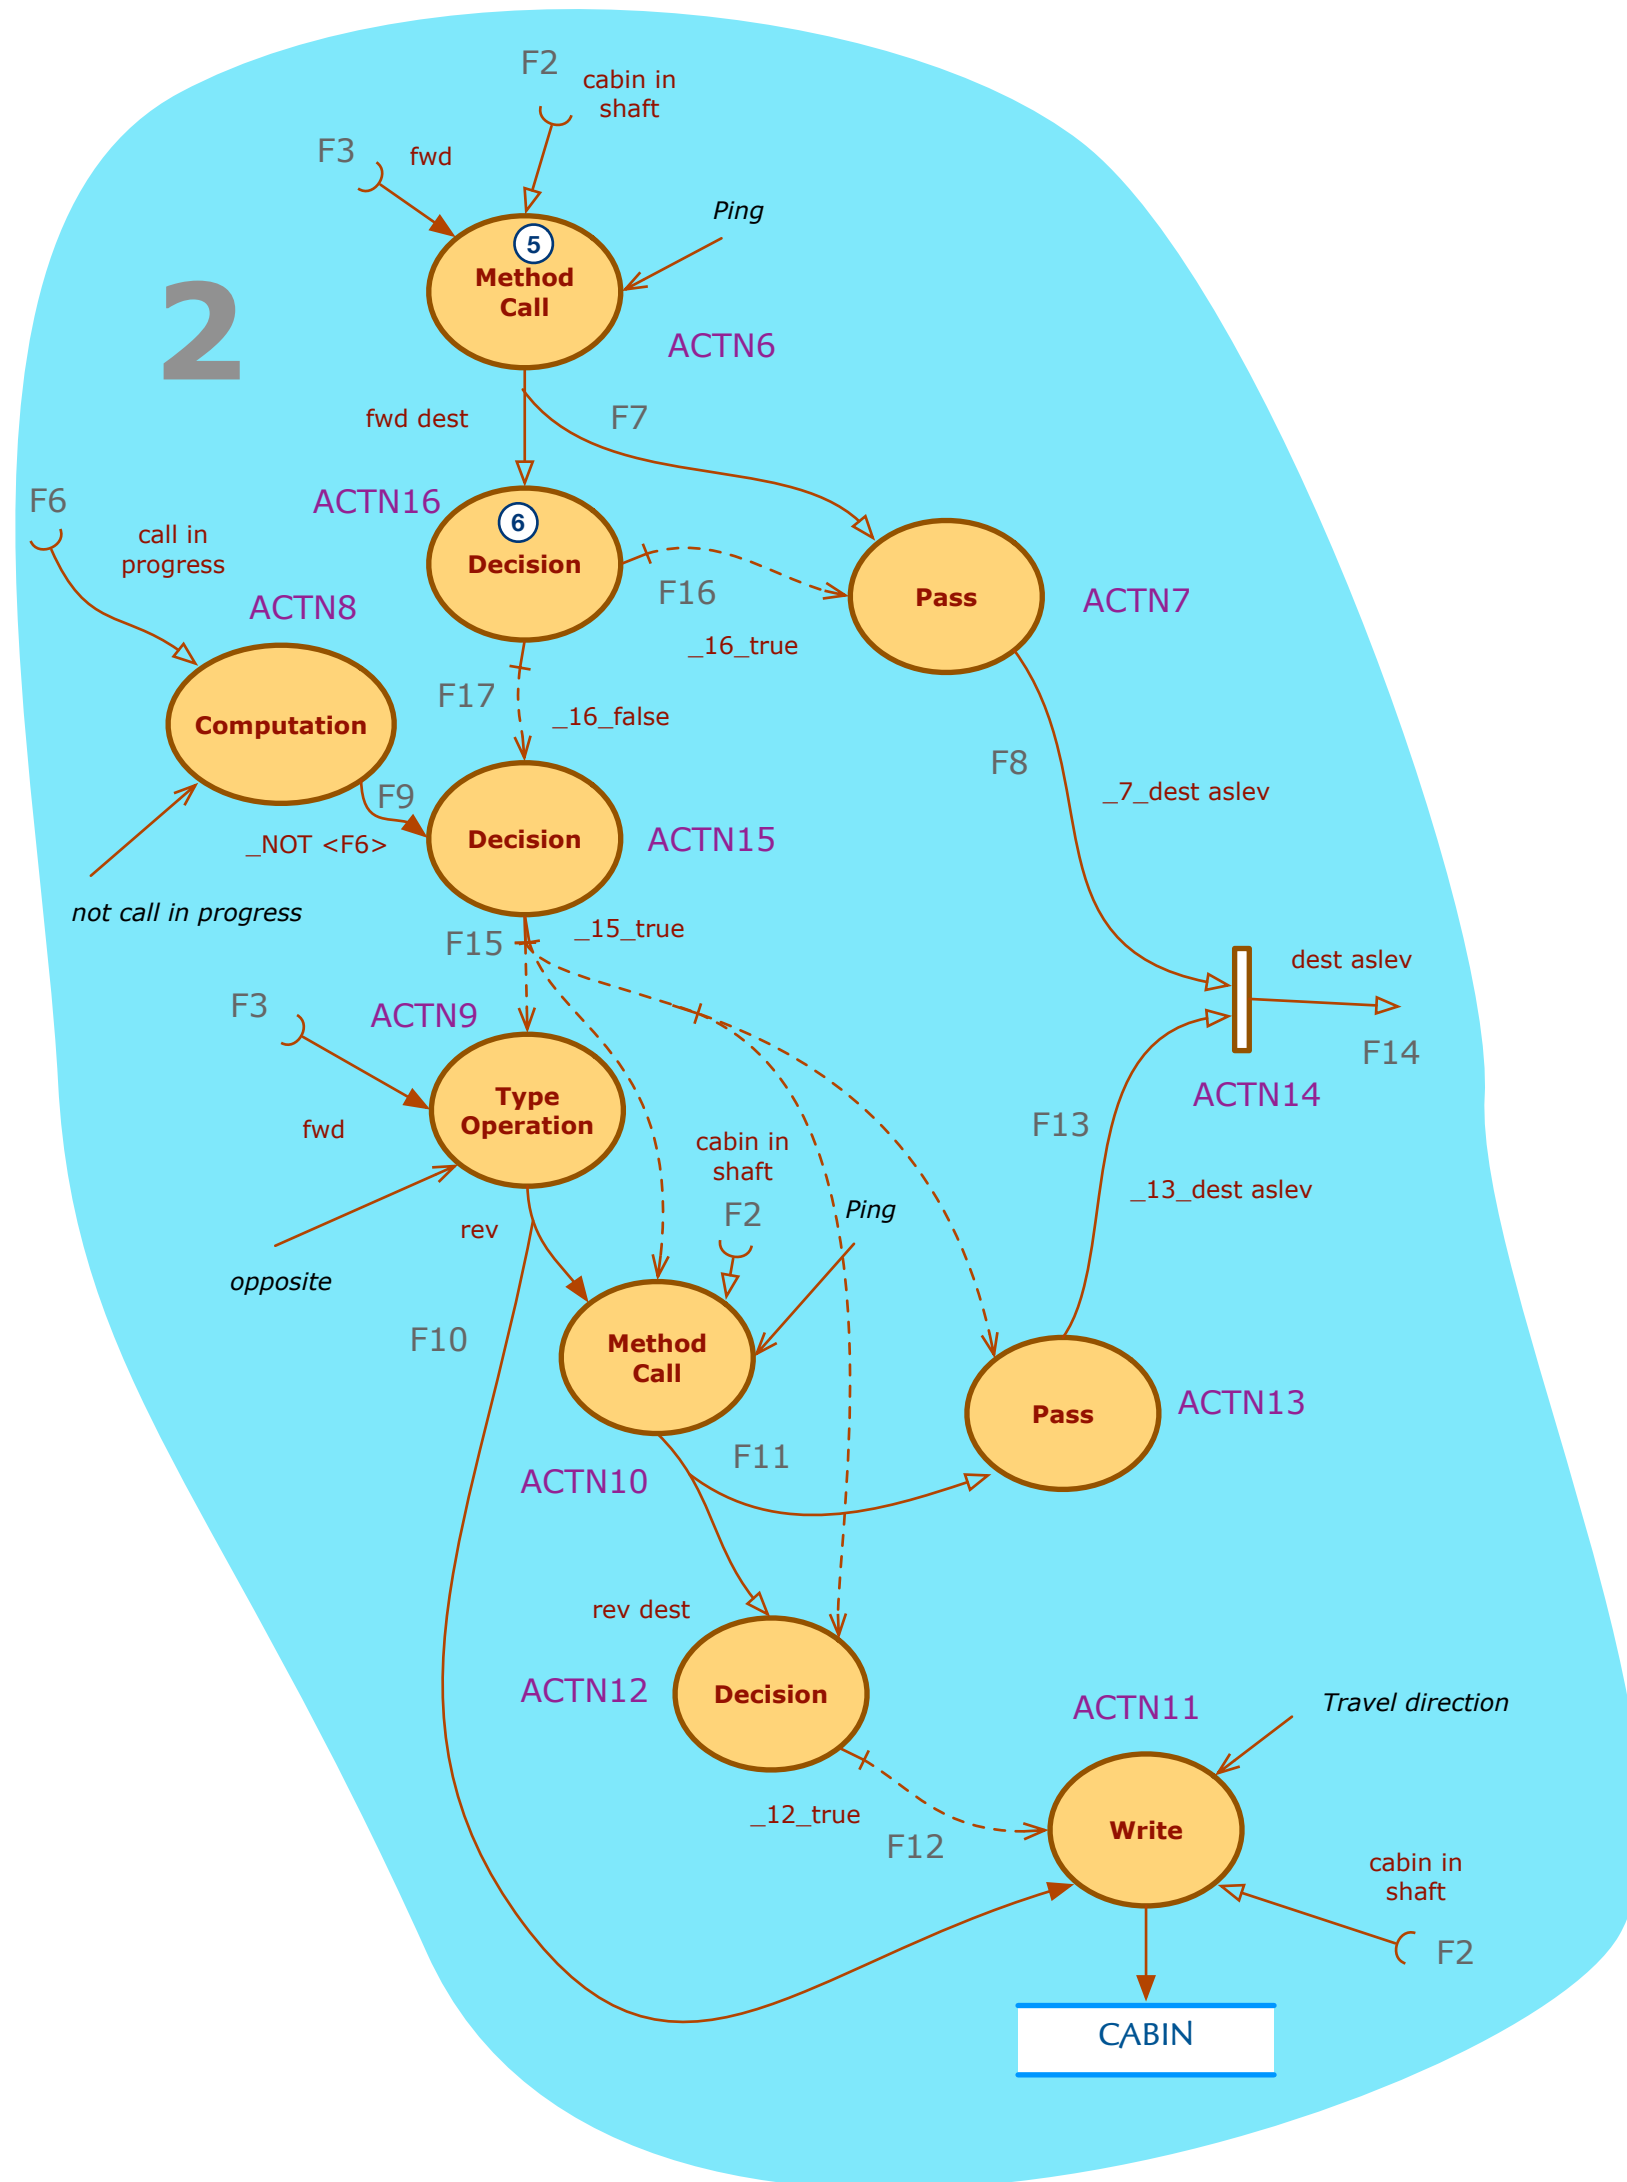 F2
cabin in
shaft
F3
fwd
Ping
5
Method
Call
2
ACTN6
fwd dest
F7
F6
call in
progress
ACTN16
6
Decision
F16
_16_true
Pass
ACTN7
ACTN8
Computation
F17
_16_false
F9
_NOT <F6>
not call in progress
Decision
ACTN15
F8
_7_dest aslev
F15
_15_true
dest aslev
F14
ACTN14
F3
ACTN9
fwd
Type
Operation
opposite
rev
cabin in
shaft
F2
Ping
F13
_13_dest aslev
F10
Method
Call
ACTN10
F11
Pass
ACTN13
rev dest
ACTN12
Decision
_12_true
F12
ACTN11
Travel direction
Write
cabin in
shaft
F2
CABIN